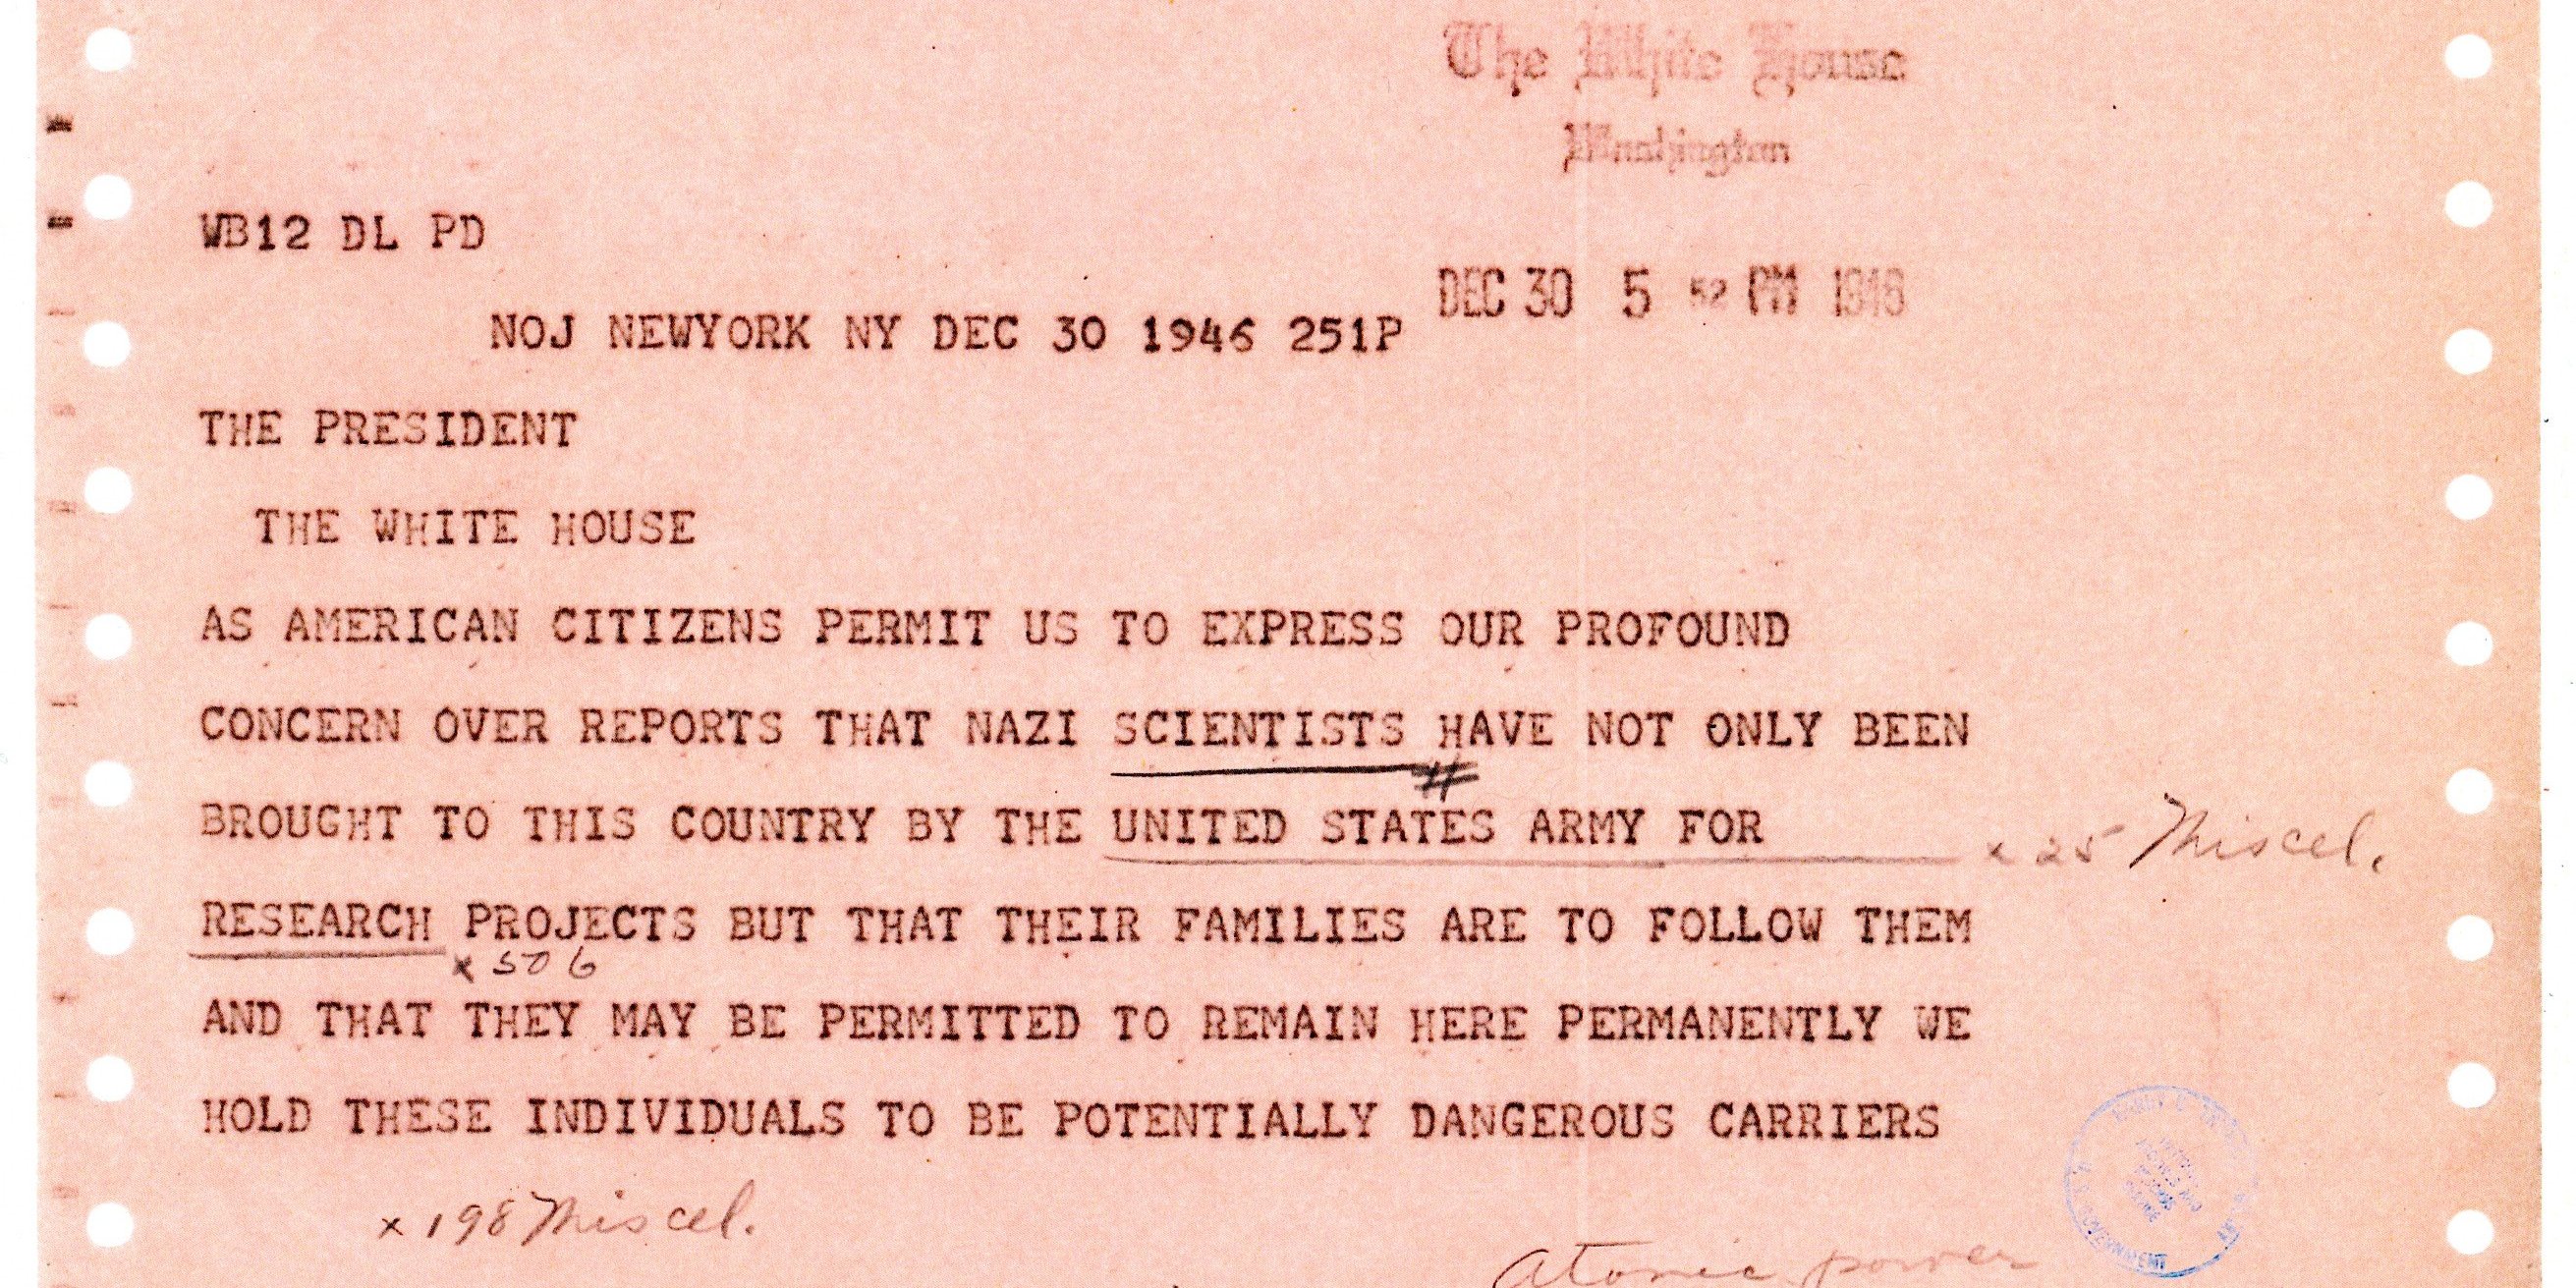 The White House
Washington
WB12 DL PD
DEC 30 5 52 PM 1946
NOJ NEWYORK NY DEC 30 1946 251P
THE PRESIDENT
THE WHITE HOUSE
AS AMERICAN CITIZENS PERMIT US TO EXPRESS OUR PROFOUND
CONCERN OVER REPORTS THAT NAZI SCIENTISTS HAVE NOT ONLY BEEN
BROUGHT TO THIS COUNTRY BY THE UNITED STATES ARMY FOR
x 25 Miscel.
RESEARCH PROJECTS BUT THAT THEIR FAMILIES ARE TO FOLLOW THEM
x 506
AND THAT THEY MAY BE PERMITTED TO REMAIN HERE PERMANENTLY WE
HOLD THESE INDIVIDUALS TO BE POTENTIALLY DANGEROUS CARRIERS
x 198 Miscel.
Atomic power
GOVERNMENT